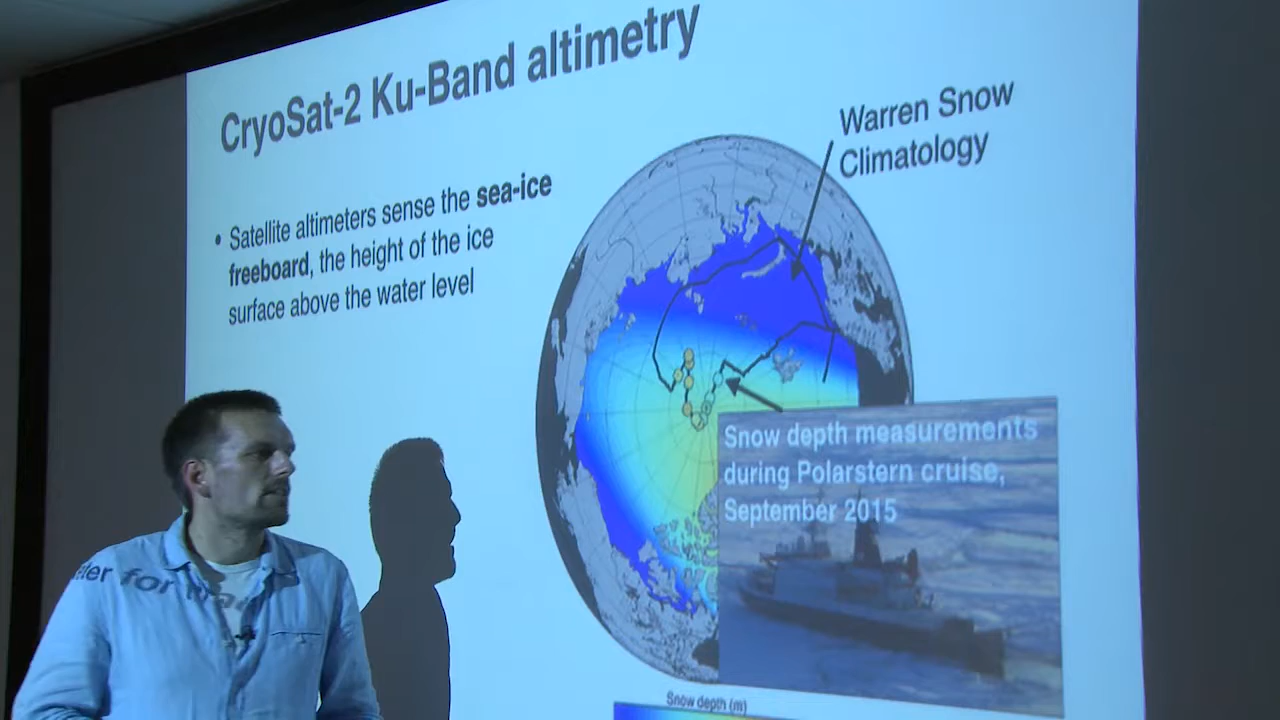 CryoSat-2 Ku-Band altimetry
Warren Snow
Climatology
• Satellite altimeters sense the sea-ice
freeboard, the height of the ice
surface above the water level
Snow depth measurements
during Polarstern cruise,
September 2015
for
Snow depth (m)